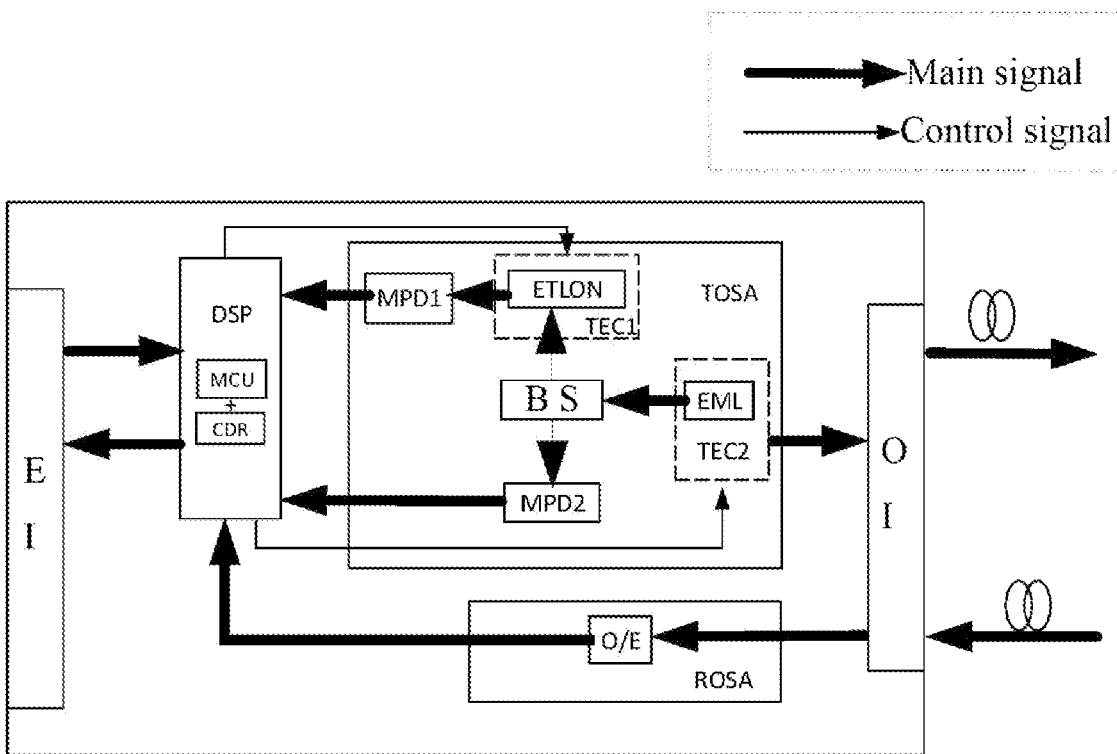 Main signal
Control signal
DSP
MCU
+
CDR
MPD1
ETLON
TEC1
TOSA
B S
EML
TEC2
MPD2
E
I
O
I
O/E
ROSA